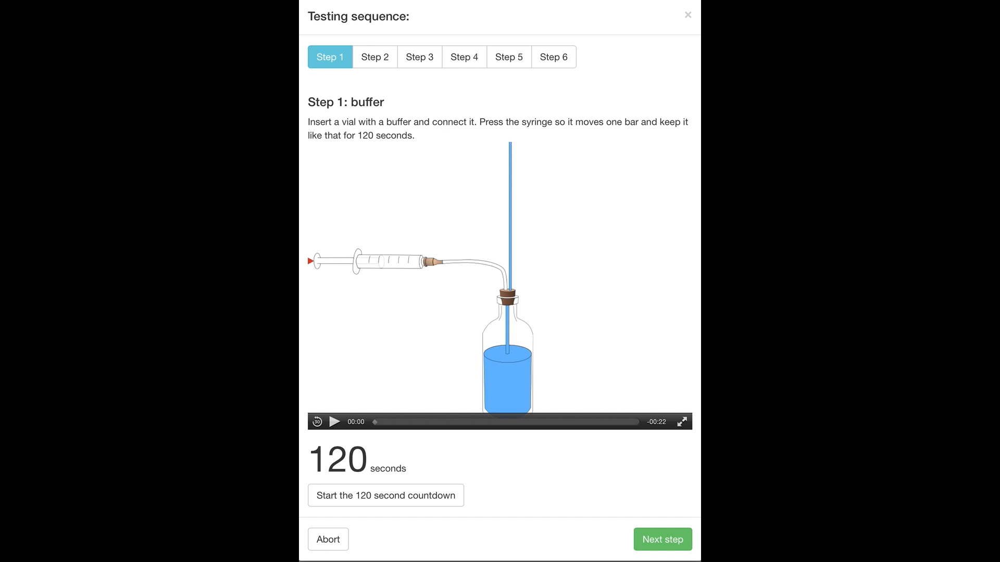 Testing sequence:
×
Step 1 Step 2 Step 3 Step 4 Step 5 Step 6
Step 1: buffer
Insert a vial with a buffer and connect it. Press the syringe so it moves one bar and keep it
like that for 120 seconds.
30 00:00 -00:22
120 seconds
Start the 120 second countdown
Abort Next step